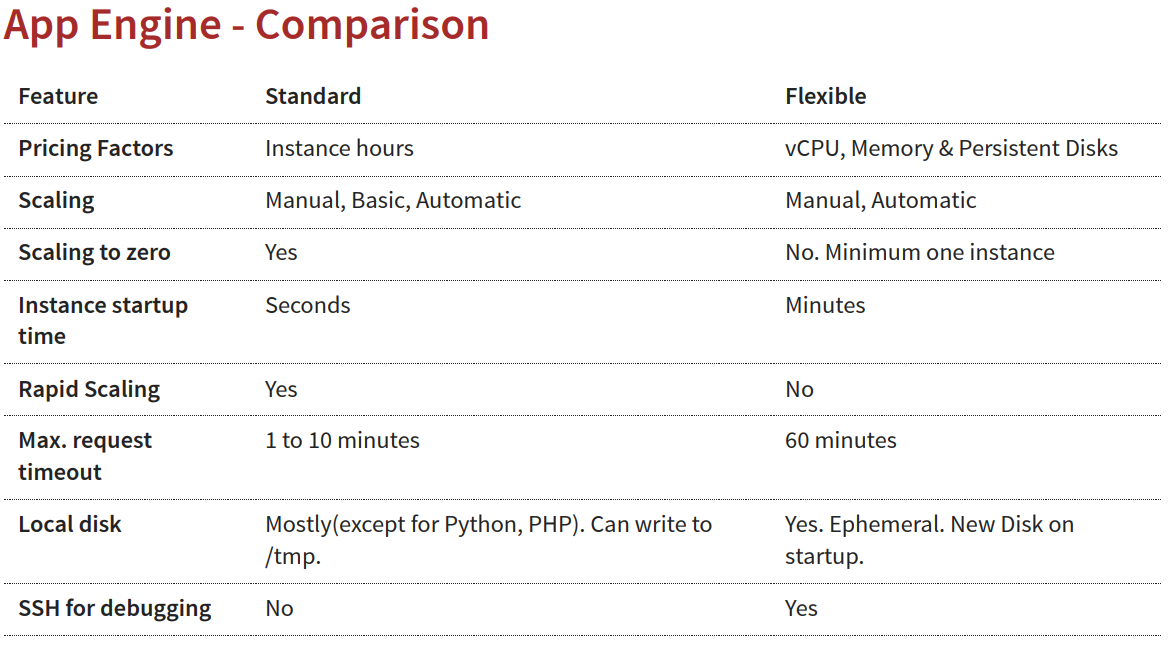 App Engine - Comparison
Feature Standard Flexible
Pricing Factors Instance hours vCPU, Memory & Persistent Disks
Scaling Manual, Basic, Automatic Manual, Automatic
Scaling to zero Yes No. Minimum one instance
Instance startup Seconds Minutes
time
Rapid Scaling Yes No
Max. request 1 to 10 minutes 60 minutes
timeout
Local disk Mostly(except for Python, PHP). Can write to Yes. Ephemeral. New Disk on
/tmp. startup.
SSH for debugging No Yes